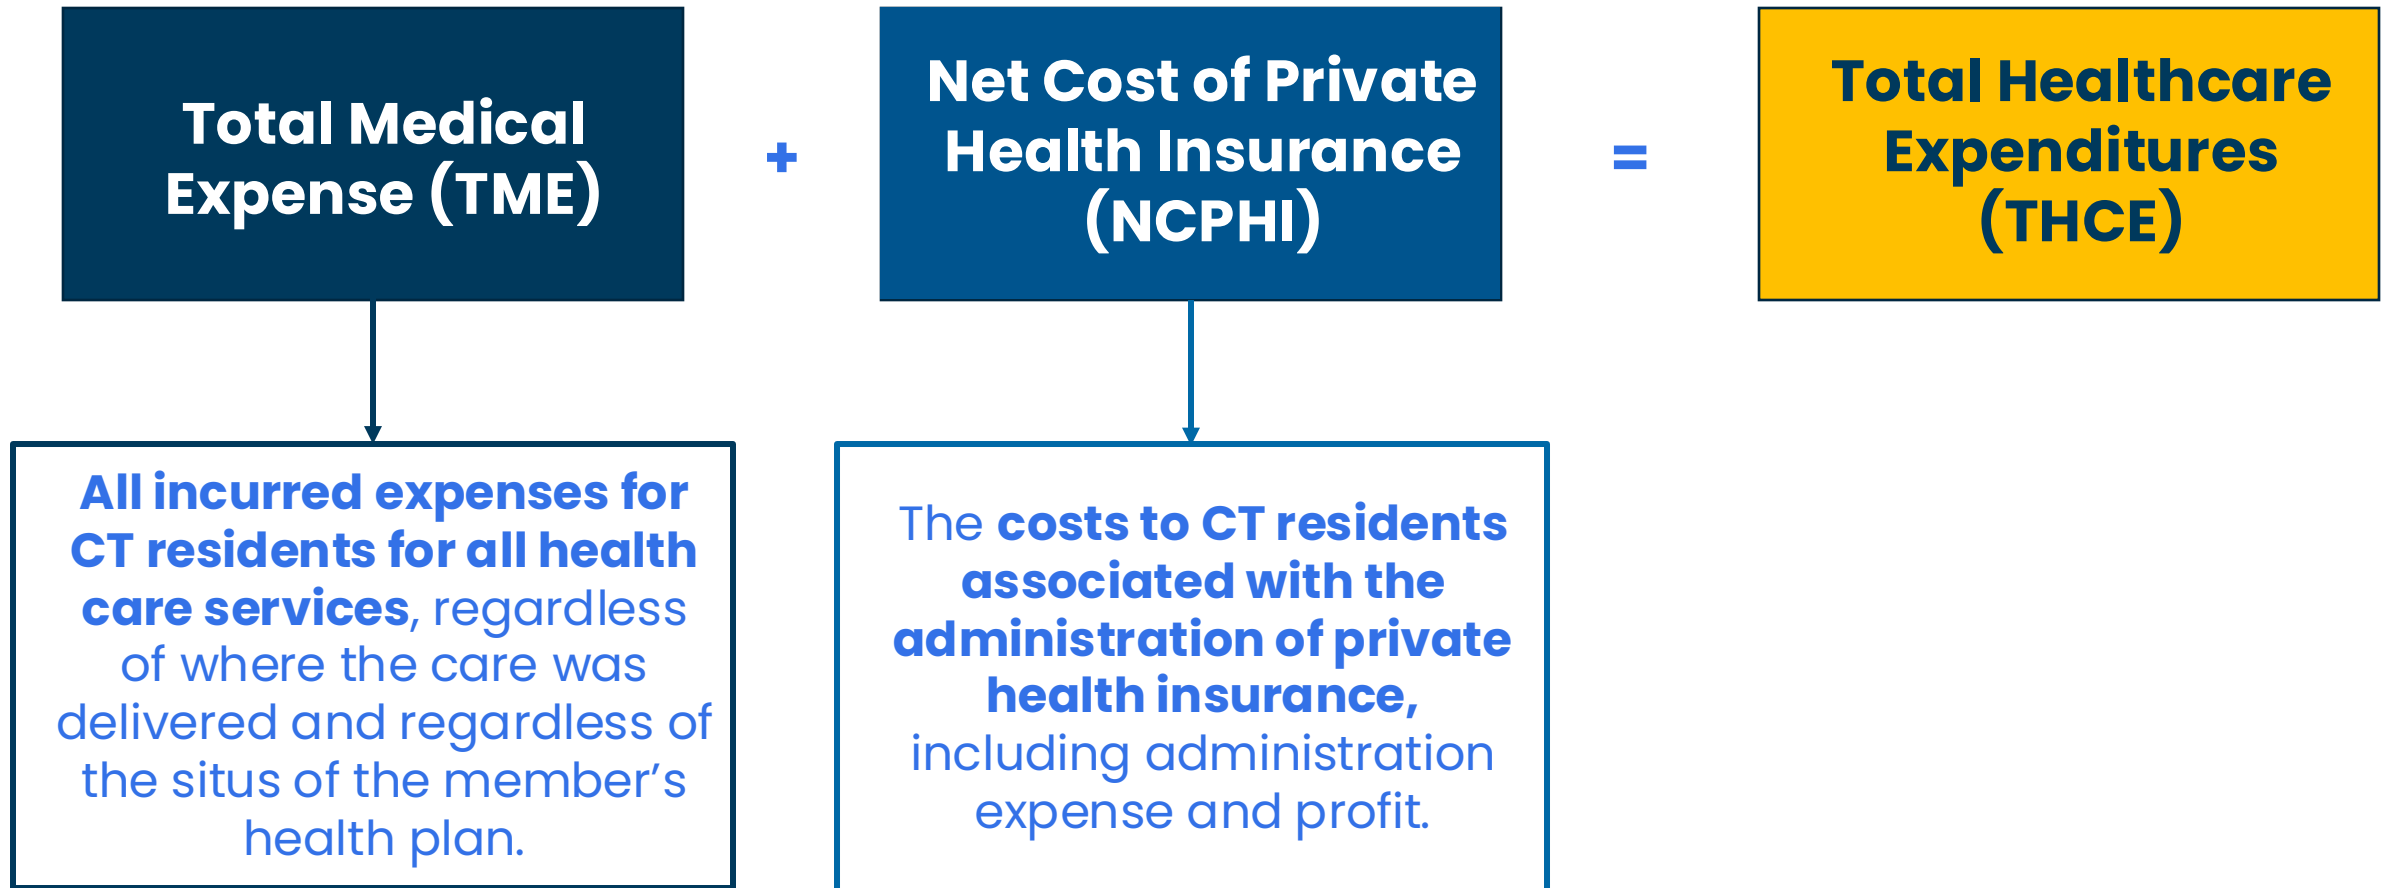 Total Medical
Expense (TME)
+
Net Cost of Private
Health Insurance
(NCPHI)
=
Total Healthcare
Expenditures
(THCE)
All incurred expenses for
CT residents for all health
care services, regardless
of where the care was
delivered and regardless of
the situs of the member’s
health plan.
The costs to CT residents
associated with the
administration of private
health insurance,
including administration
expense and profit.